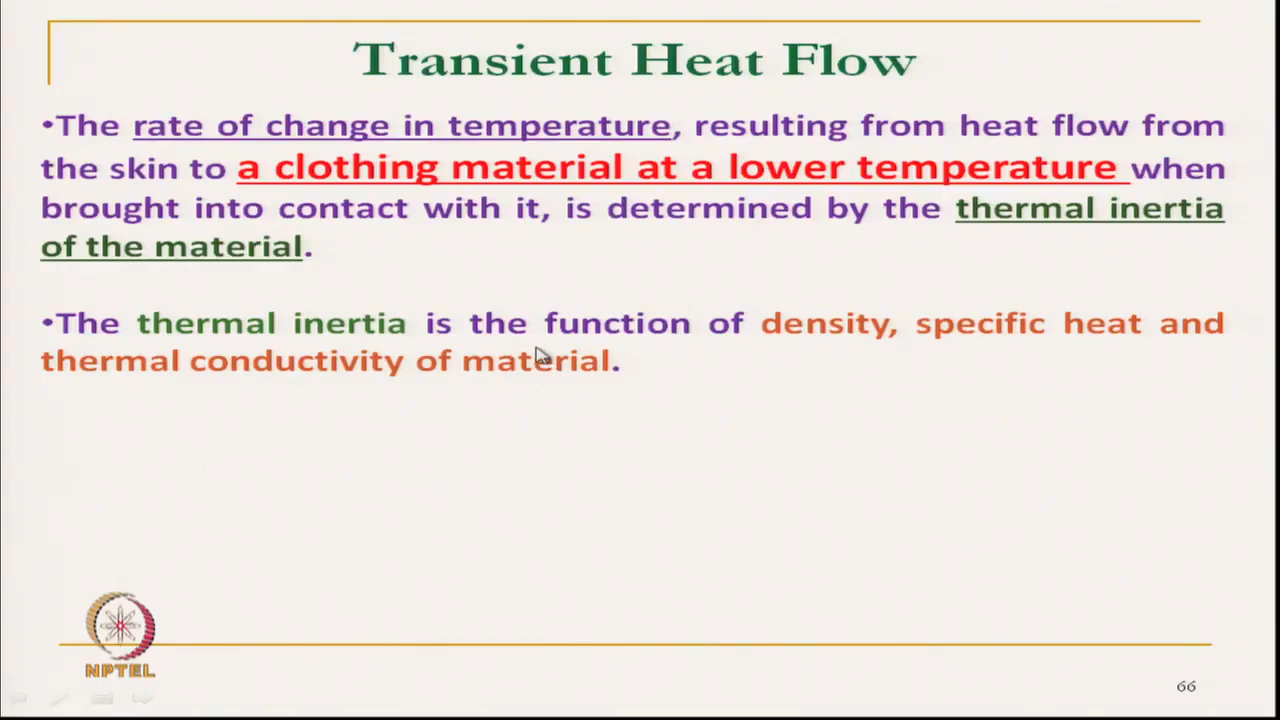 Transient Heat Flow
•The rate of change in temperature, resulting from heat flow from
the skin to a clothing material at a lower temperature when
brought into contact with it, is determined by the thermal inertia
of the material.
•The thermal inertia is the function of density, specific heat and
thermal conductivity of material.
NPTEL
66